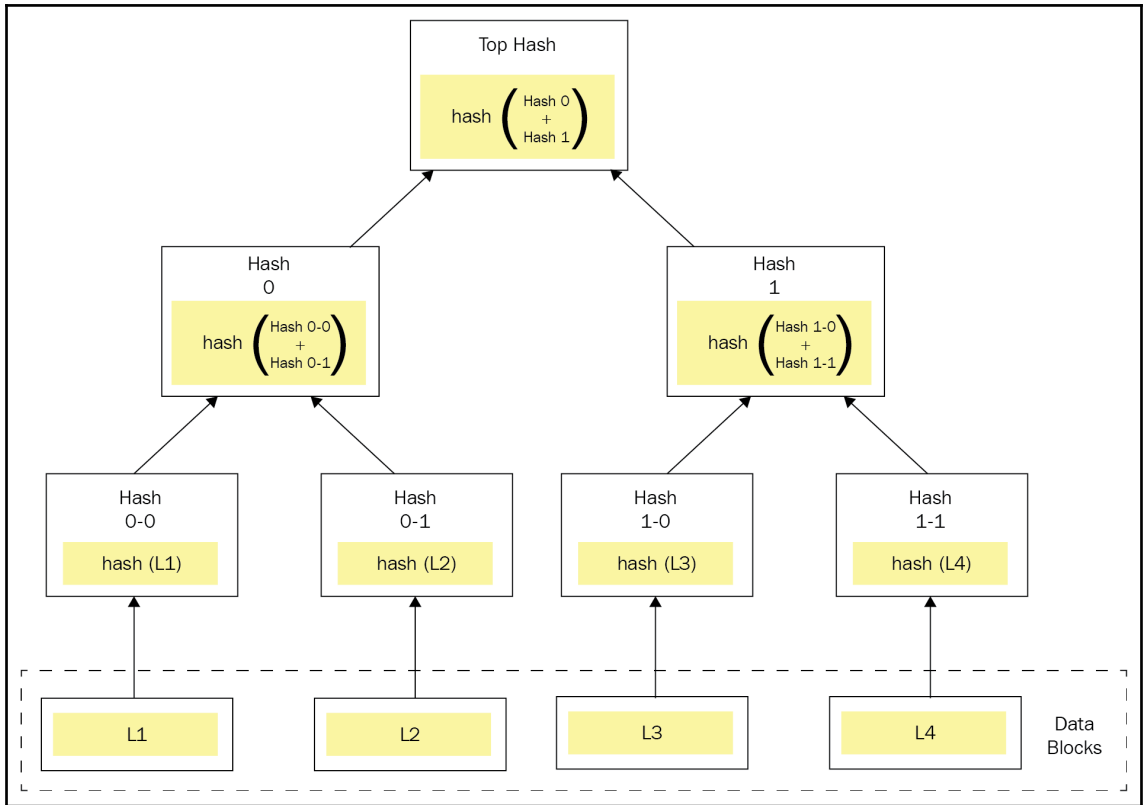 Top Hash
hash ( Hash 0
+
Hash 1 )
Hash
0
hash ( Hash 0-0
+
Hash 0-1 )
Hash
1
hash ( Hash 1-0
+
Hash 1-1 )
Hash
0-0
hash (L1)
Hash
0-1
hash (L2)
Hash
1-0
hash (L3)
Hash
1-1
hash (L4)
L1
L2
L3
L4
Data
Blocks